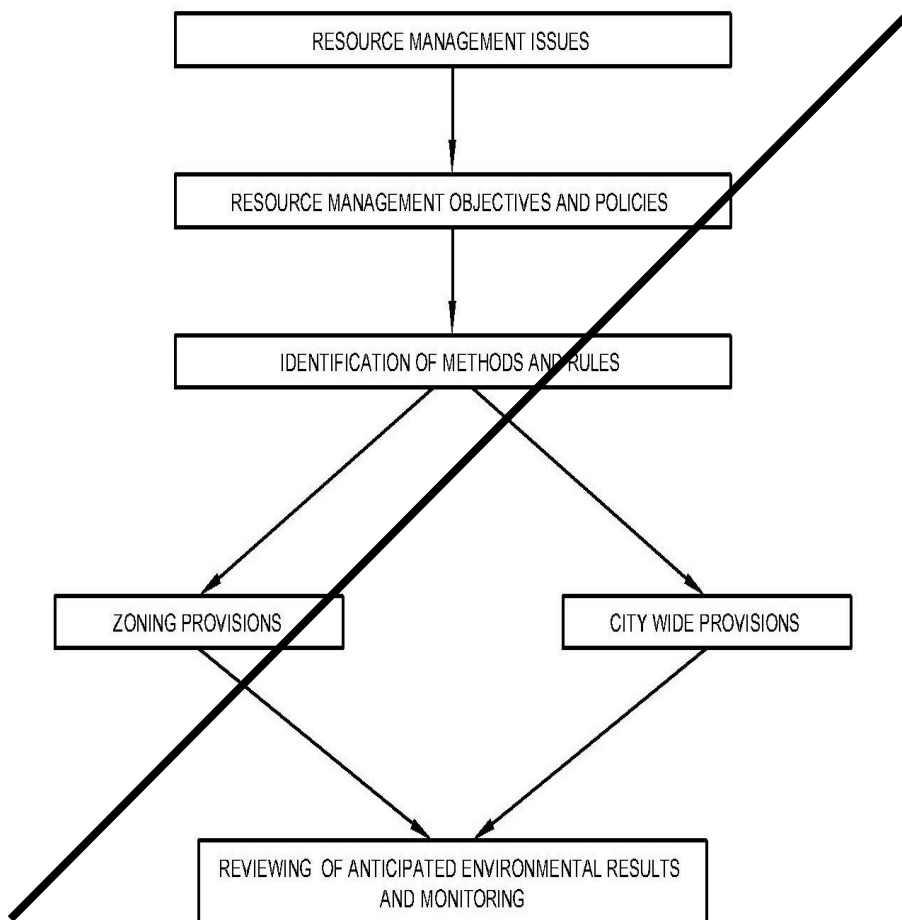 RESOURCE MANAGEMENT ISSUES
RESOURCE MANAGEMENT OBJECTIVES AND POLICIES
IDENTIFICATION OF METHODS AND RULES
ZONING PROVISIONS
CITY WIDE PROVISIONS
REVIEWING OF ANTICIPATED ENVIRONMENTAL RESULTS
AND MONITORING